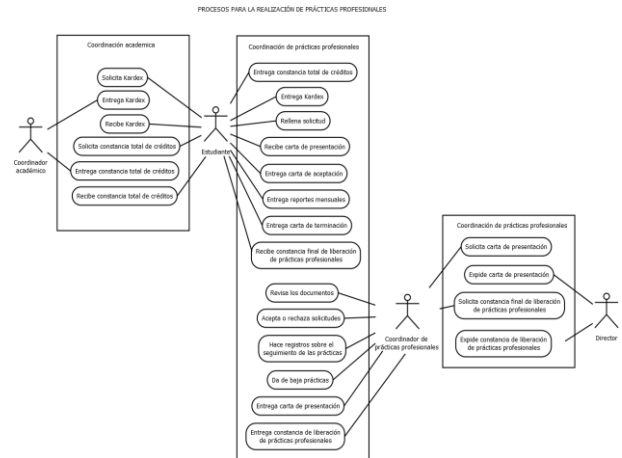 PROCESOS PARA LA REALIZACIÓN DE PRÁCTICAS PROFESIONALES
Coordinación academica
Solicita Kardex
Entrega Kardex
Recibe Kardex
Solicita constancia total de créditos
Entrega constancia total de créditos
Recibe constancia total de créditos
Coordinador
académico
Estudiante
Coordinación de prácticas profesionales
Entrega constancia total de créditos
Entrega Kardex
Rellena solicitud
Recibe carta de presentación
Entrega carta de aceptación
Entrega reportes mensuales
Entrega carta de terminación
Recibe constancia final de liberación
de prácticas profesionales
Revisa los documentos
Acepta o rechaza solicitudes
Hace registros sobre el
seguimiento de las prácticas
Da de baja prácticas
Entrega carta de presentación
Entrega constancia de liberación
de prácticas profesionales
Coordinador de
prácticas profesionales
Coordinación de prácticas profesionales
Solicita carta de presentación
Expide carta de presentación
Solicita constancia final de liberación
de prácticas profesionales
Expide constancia de liberación
de prácticas profesionales
Director